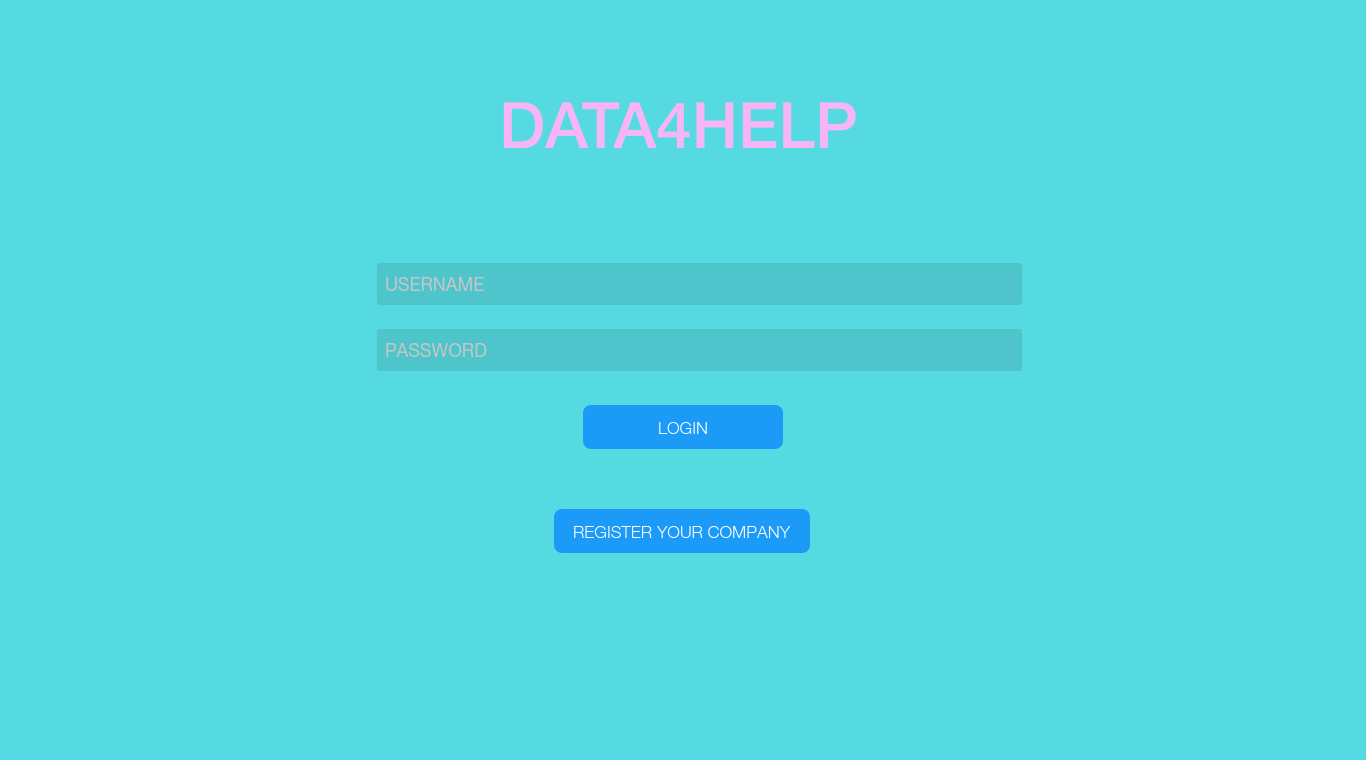 DATA4HELP
USERNAME
PASSWORD
LOGIN
REGISTER YOUR COMPANY